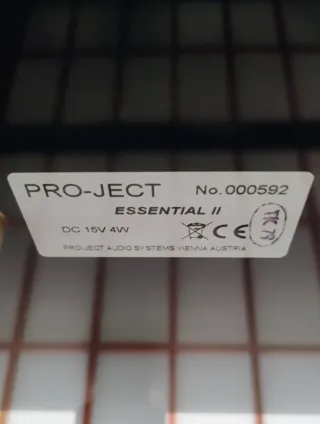 PRO-JECT No. 000592
ESSENTIAL II
DC 15V 4W CE
PRO-JECT AUDIO SYSTEMS VIENNA AUSTRIA